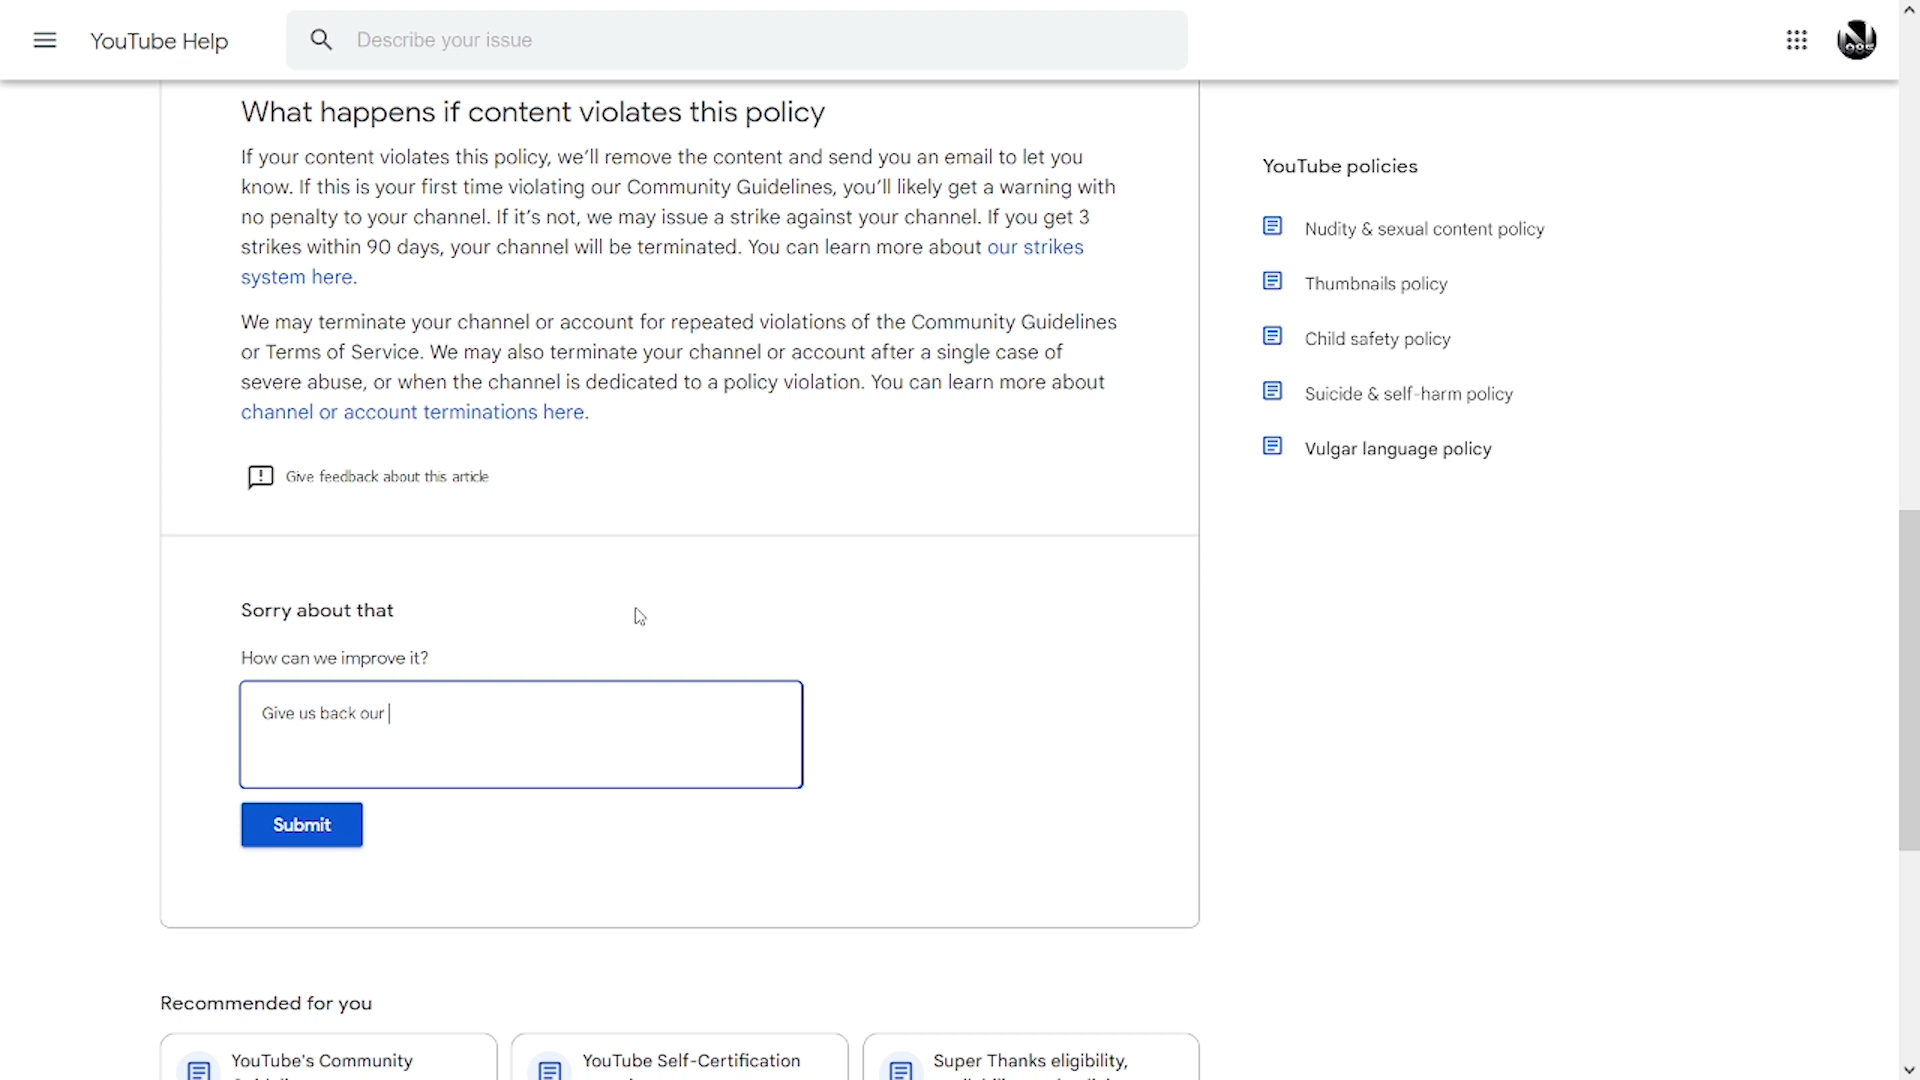 YouTube Help
Describe your issue
What happens if content violates this policy
If your content violates this policy, we'll remove the content and send you an email to let you
know. If this is your first time violating our Community Guidelines, you'll likely get a warning with
no penalty to your channel. If it's not, we may issue a strike against your channel. If you get 3
strikes within 90 days, your channel will be terminated. You can learn more about our strikes
system here.
We may terminate your channel or account for repeated violations of the Community Guidelines
or Terms of Service. We may also terminate your channel or account after a single case of
severe abuse, or when the channel is dedicated to a policy violation. You can learn more about
channel or account terminations here.
Give feedback about this article
Sorry about that
How can we improve it?
Give us back our
Submit
YouTube policies
Nudity & sexual content policy
Thumbnails policy
Child safety policy
Suicide & self-harm policy
Vulgar language policy
Recommended for you
YouTube's Community
YouTube Self-Certification
Super Thanks eligibility,